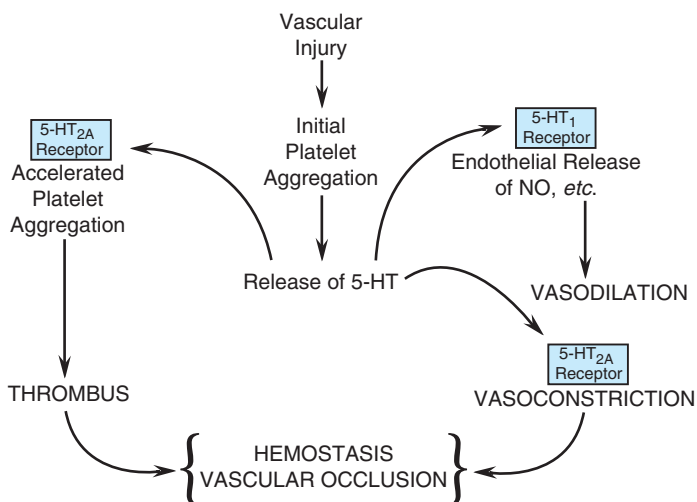 Vascular
Injury
5-HT2A
Receptor
Accelerated
Platelet
Aggregation
Initial
Platelet
Aggregation
5-HT1
Receptor
Endothelial Release
of NO, etc.
Release of 5-HT
VASODILATION
5-HT2A
Receptor
THROMBUS
VASOCONSTRICTION
HEMOSTASIS
VASCULAR OCCLUSION